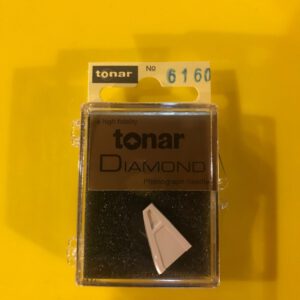 tonar No 6160
high fidelity
tonar
DIAMOND
Phonograph needle